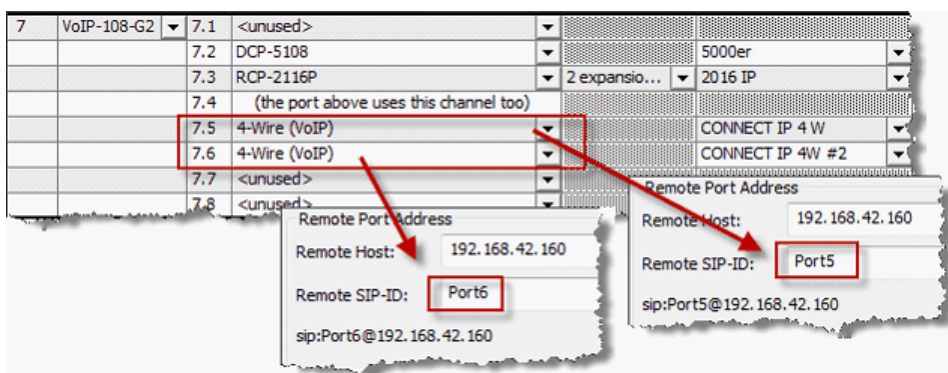 7 VoIP-108-G2 7.1 <unused>
7.2 DCP-5108 5000er
7.3 RCP-2116P 2 expansio... 2016 IP
7.4 (the port above uses this channel too)
7.5 4-Wire (VoIP) CONNECT IP 4 W
7.6 4-Wire (VoIP) CONNECT IP 4W #2
7.7 <unused>
7.8 <unused>
Remote Port Address
Remote Host: 192.168.42.160
Remote SIP-ID: Port6
sip:Port6@192.168.42.160
Remote Port Address
Remote Host: 192.168.42.160
Remote SIP-ID: Port5
sip:Port5@192.168.42.160